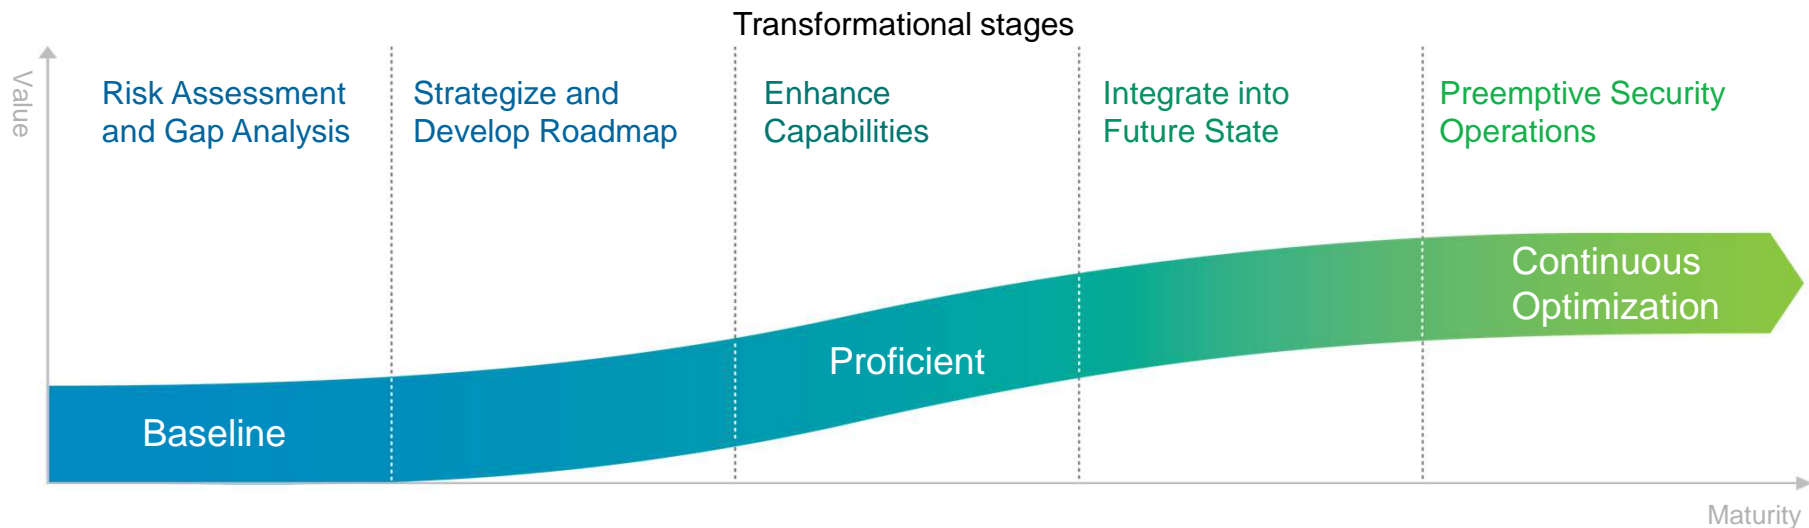 Transformational stages
Value
Risk Assessment
and Gap Analysis
Strategize and
Develop Roadmap
Enhance
Capabilities
Integrate into
Future State
Preemptive Security
Operations
Baseline
Proficient
Continuous
Optimization
Maturity